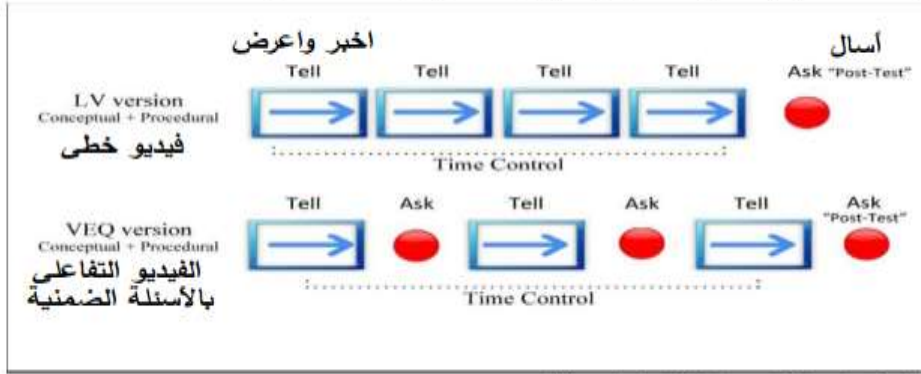 اخبر واعرض
أسال
Tell Tell Tell Tell Ask "Post-Test"
LV version
Conceptual + Procedural
فيديو خطى
Time Control
Tell Ask Tell Ask Tell Ask
"Post-Test"
VEQ version
Conceptual + Procedural
الفيديو التفاعلى
بالأسئلة الضمنية
Time Control